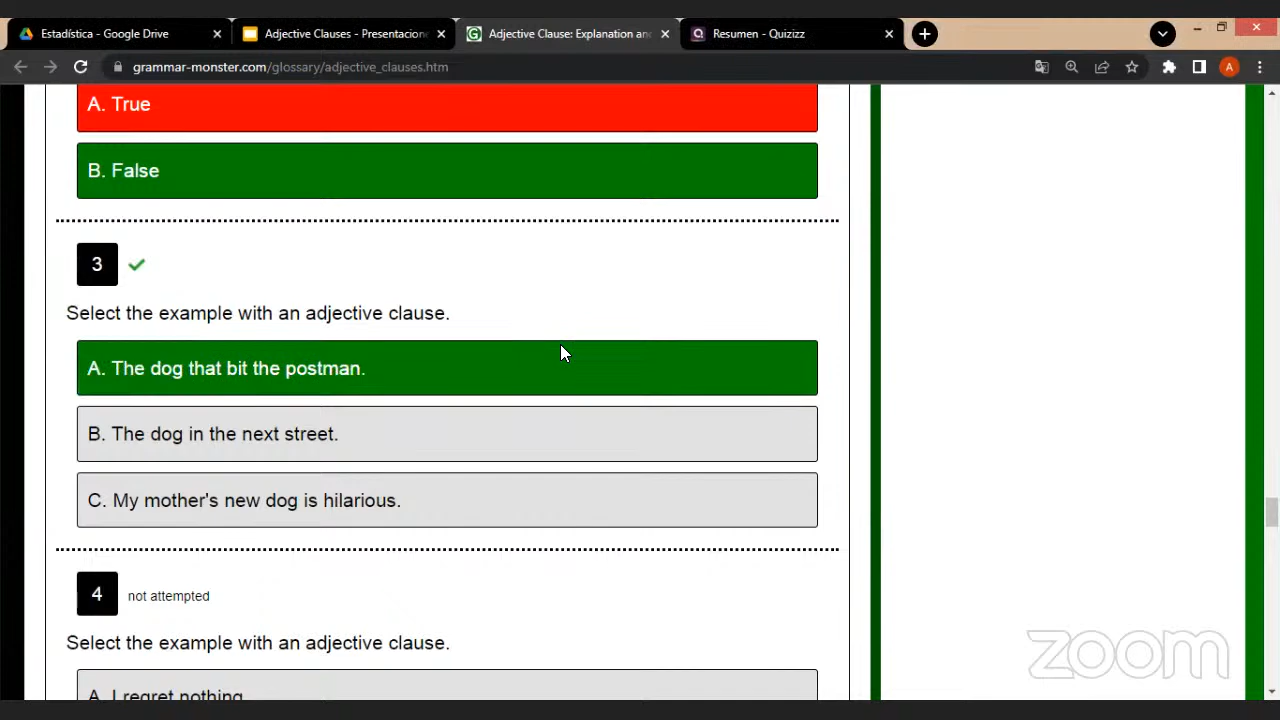 Estadística - Google Drive
Adjective Clauses - Presentacion
Adjective Clause: Explanation an
Resumen - Quizizz
grammar-monster.com/glossary/adjective_clauses.htm
A
A. True
B. False
3
Select the example with an adjective clause.
A. The dog that bit the postman.
B. The dog in the next street.
C. My mother's new dog is hilarious.
4 not attempted
Select the example with an adjective clause.
A. I regret nothing.
zoom